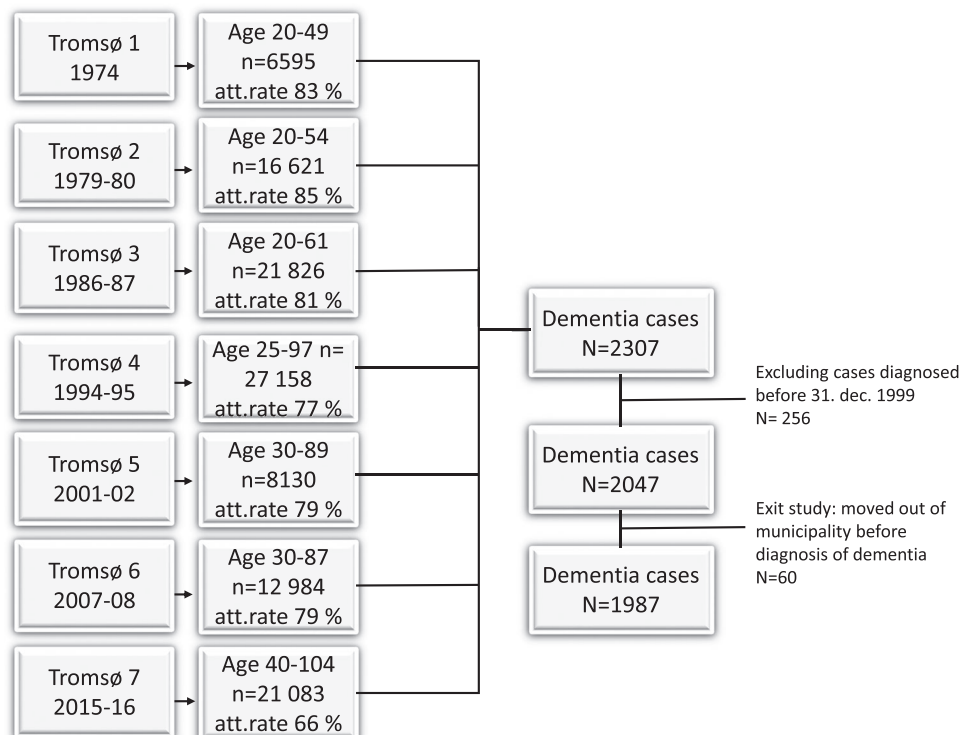 Tromsø 1
1974
Age 20-49
n=6595
att.rate 83 %
Tromsø 2
1979-80
Age 20-54
n=16 621
att.rate 85 %
Tromsø 3
1986-87
Age 20-61
n=21 826
att.rate 81 %
Tromsø 4
1994-95
Age 25-97 n=
27 158
att.rate 77 %
Tromsø 5
2001-02
Age 30-89
n=8130
att.rate 79 %
Tromsø 6
2007-08
Age 30-87
n=12 984
att.rate 79 %
Tromsø 7
2015-16
Age 40-104
n=21 083
att.rate 66 %
Dementia cases
N=2307
Excluding cases diagnosed
before 31. dec. 1999
N= 256
Dementia cases
N=2047
Exit study: moved out of
municipality before
diagnosis of dementia
N=60
Dementia cases
N=1987